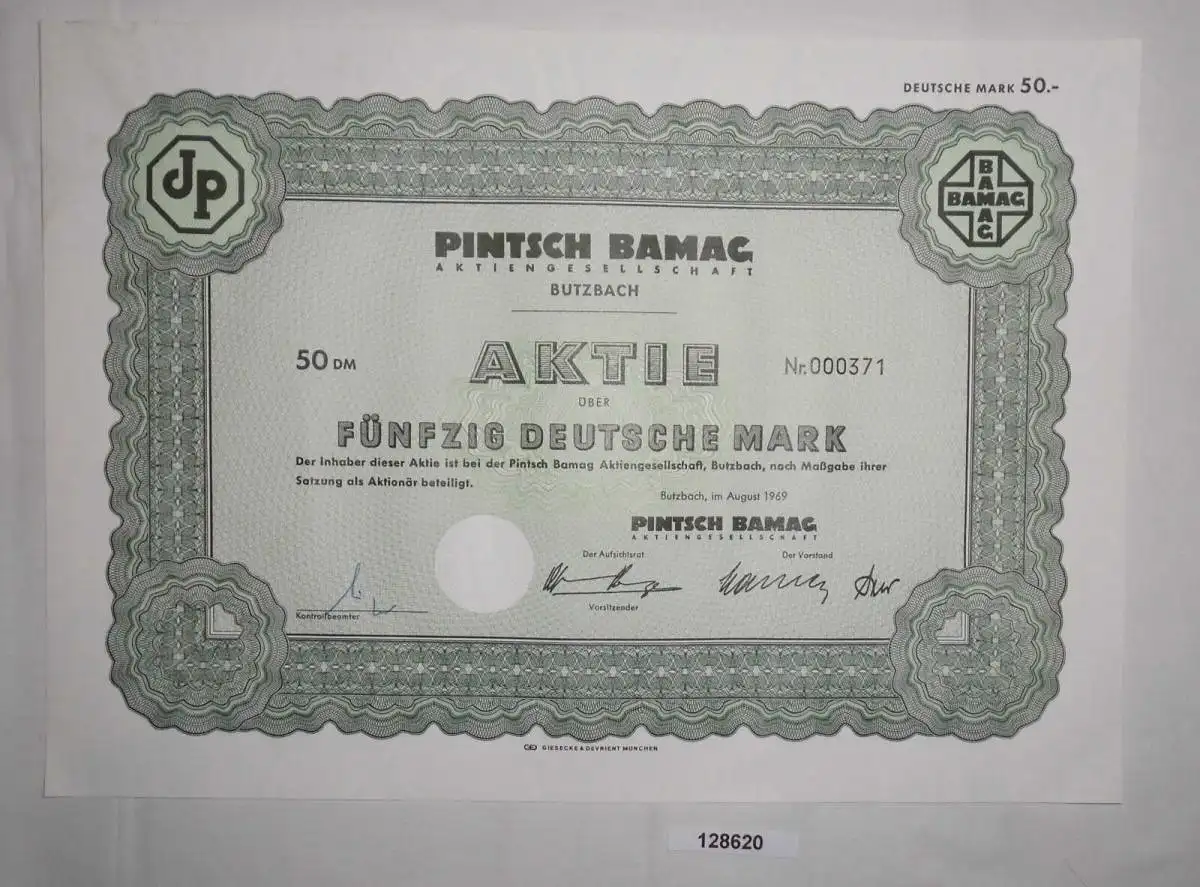 DEUTSCHE MARK 50.-
JP
BAMAG
BAMAG
PINTSCH BAMAG
AKTIENGESELLSCHAFT
BUTZBACH
50 DM
AKTIE
Nr. 000371
ÜBER
FÜNFZIG DEUTSCHE MARK
Der Inhaber dieser Aktie ist bei der Pintsch Bamag Aktiengesellschaft, Butzbach, nach Maßgabe ihrer
Satzung als Aktionär beteiligt.
Butzbach, im August 1969
PINTSCH BAMAG
AKTIENGESELLSCHAFT
Der Aufsichtsrat
Der Vorstand
Vorsitzender
Kontrollbeamter
GD GIESECKE & DEVRIENT MÜNCHEN
128620